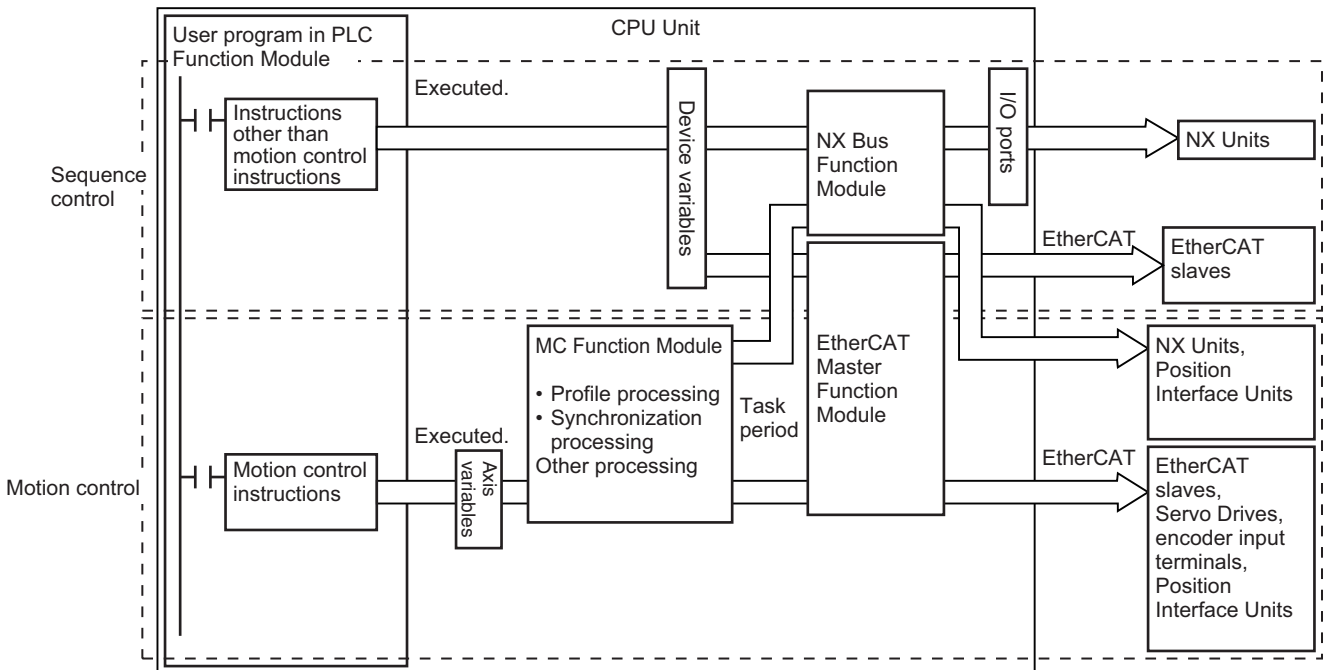 CPU Unit
User program in PLC
Function Module
Executed.
Sequence
control
Instructions
other than
motion control
instructions
Device variables
NX Bus
Function
Module
I/O ports
NX Units
EtherCAT
EtherCAT
slaves
Motion control
Executed.
Motion control
instructions
Axis
variables
MC Function Module
• Profile processing
• Synchronization
processing
Other processing
Task
period
EtherCAT
Master
Function
Module
NX Units,
Position
Interface Units
EtherCAT
EtherCAT
slaves,
Servo Drives,
encoder input
terminals,
Position
Interface Units